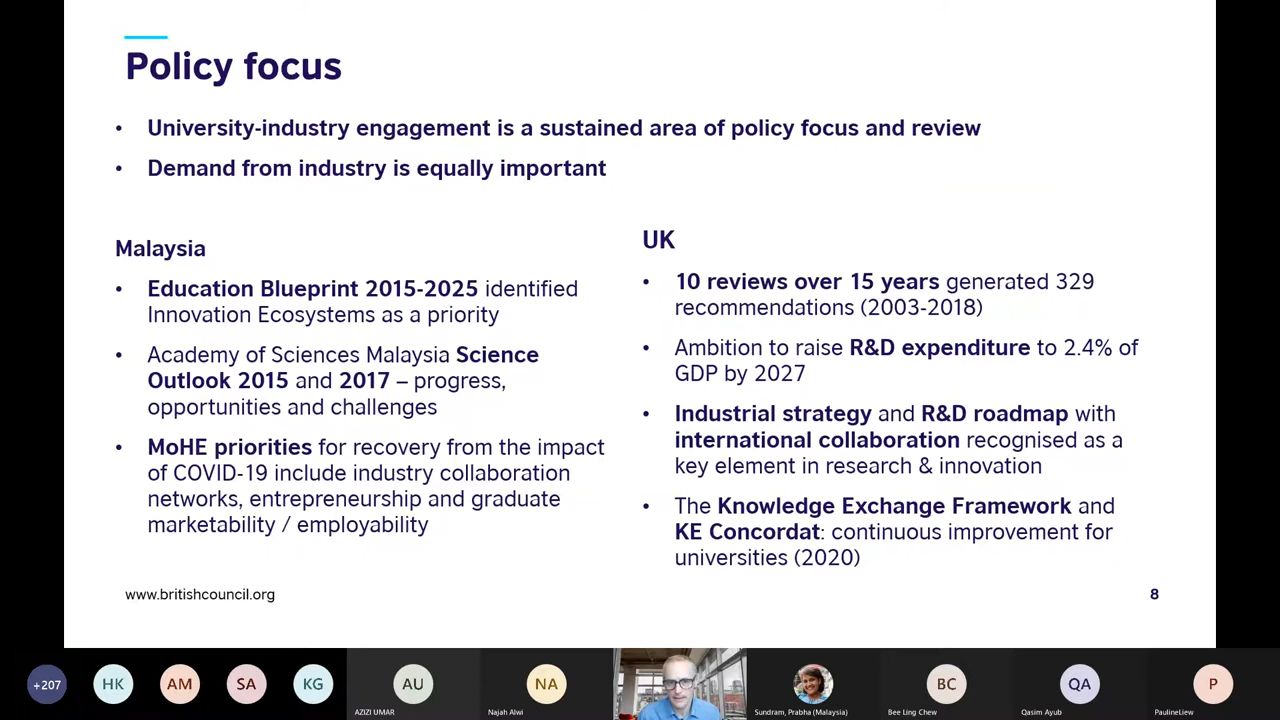 Policy focus
• University-industry engagement is a sustained area of policy focus and review
• Demand from industry is equally important
Malaysia
• Education Blueprint 2015-2025 identified
Innovation Ecosystems as a priority
• Academy of Sciences Malaysia Science
Outlook 2015 and 2017 – progress,
opportunities and challenges
• MoHE priorities for recovery from the impact
of COVID-19 include industry collaboration
networks, entrepreneurship and graduate
marketability / employability
UK
• 10 reviews over 15 years generated 329
recommendations (2003-2018)
• Ambition to raise R&D expenditure to 2.4% of
GDP by 2027
• Industrial strategy and R&D roadmap with
international collaboration recognised as a
key element in research & innovation
• The Knowledge Exchange Framework and
KE Concordat: continuous improvement for
universities (2020)
www.britishcouncil.org
8
+207
HK
AM
SA
KG
AU
AZIZI UMAR
NA
Najah Alwi
Sundram, Prabha (Malaysia)
BC
Bee Ling Chew
QA
Qasim Ayub
P
PaulineLiew